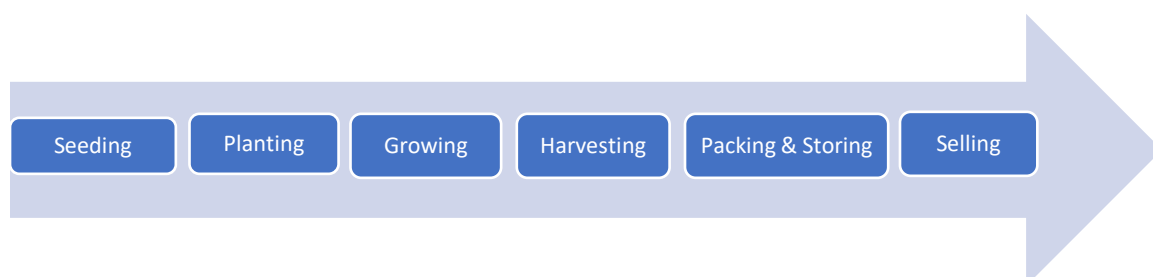 Seeding
Planting
Growing
Harvesting
Packing & Storing
Selling